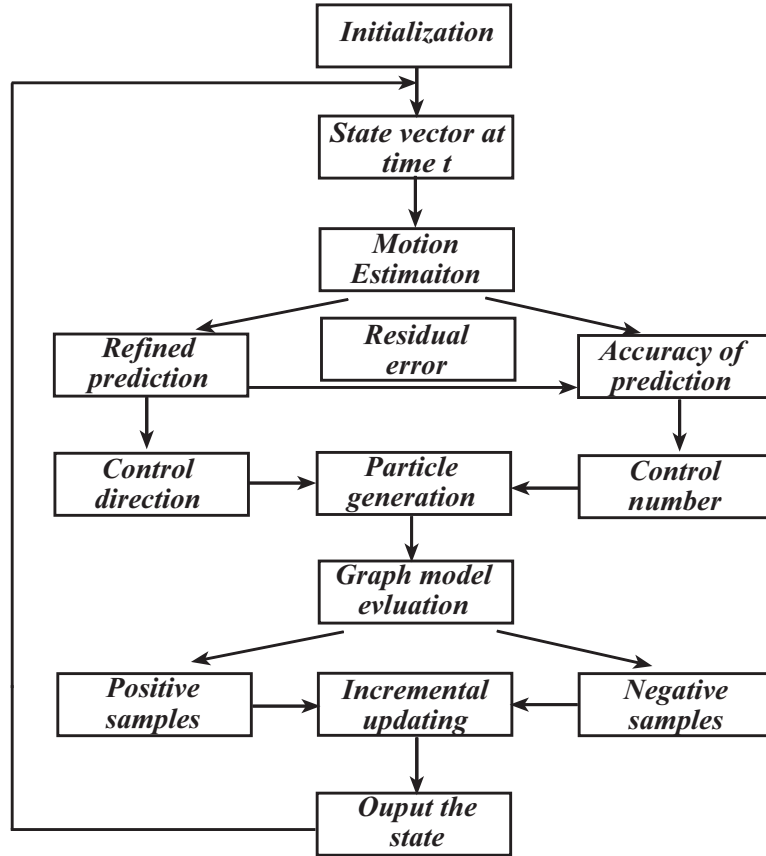 Initialization
State vector at
time t
Motion
Estimaiton
Refined
prediction
Residual
error
Accuracy of
prediction
Control
direction
Particle
generation
Control
number
Graph model
evluation
Positive
samples
Incremental
updating
Negative
samples
Ouput the
state